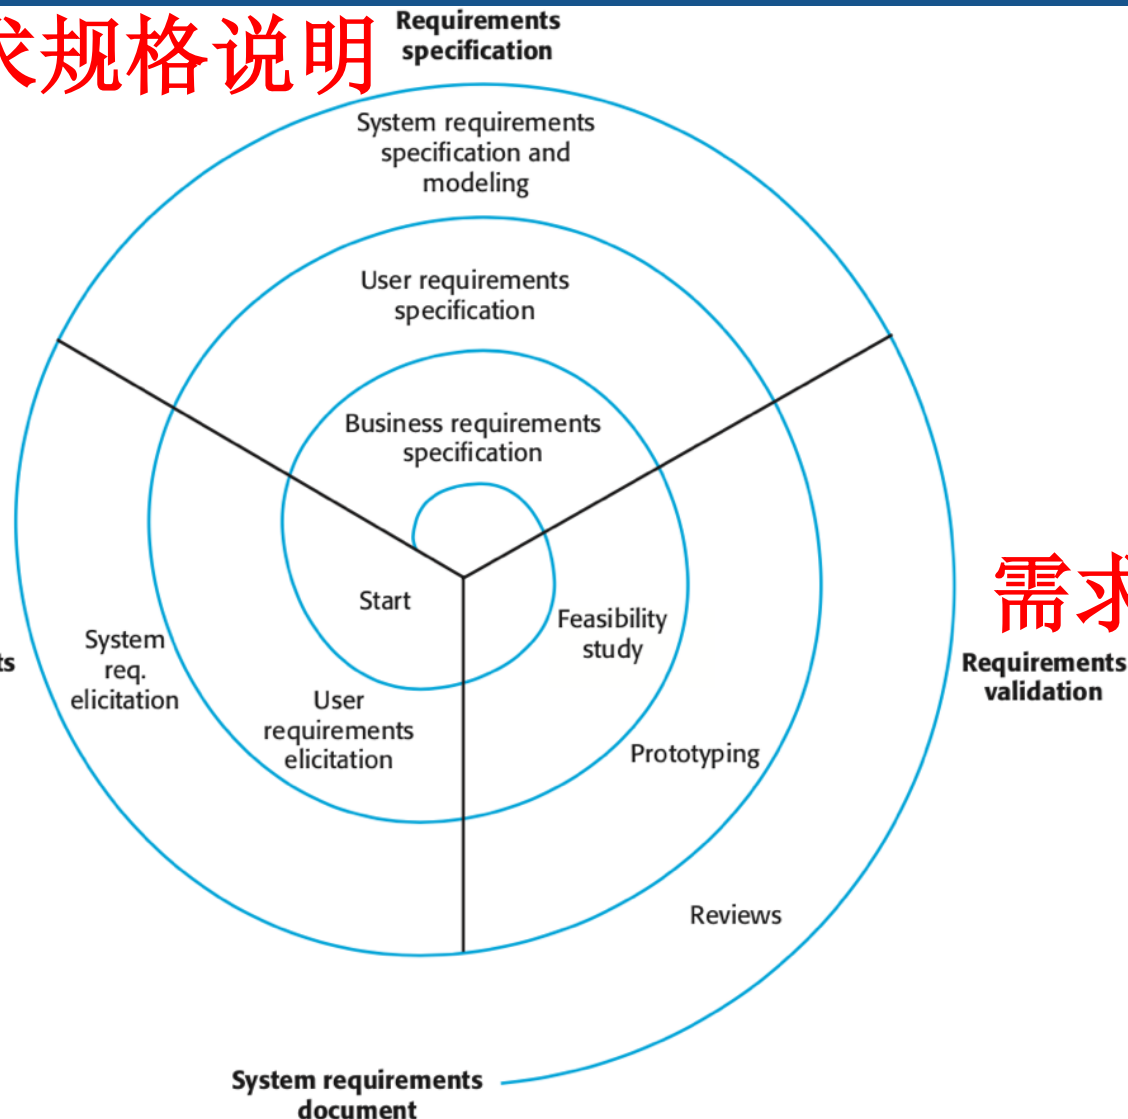 求规格说明
Requirements
specification
System requirements
specification and
modeling
User requirements
specification
Business requirements
specification
Start
Feasibility
study
需求
System
req.
elicitation
ts
Requirements
validation
User
requirements
elicitation
Prototyping
Reviews
System requirements
document